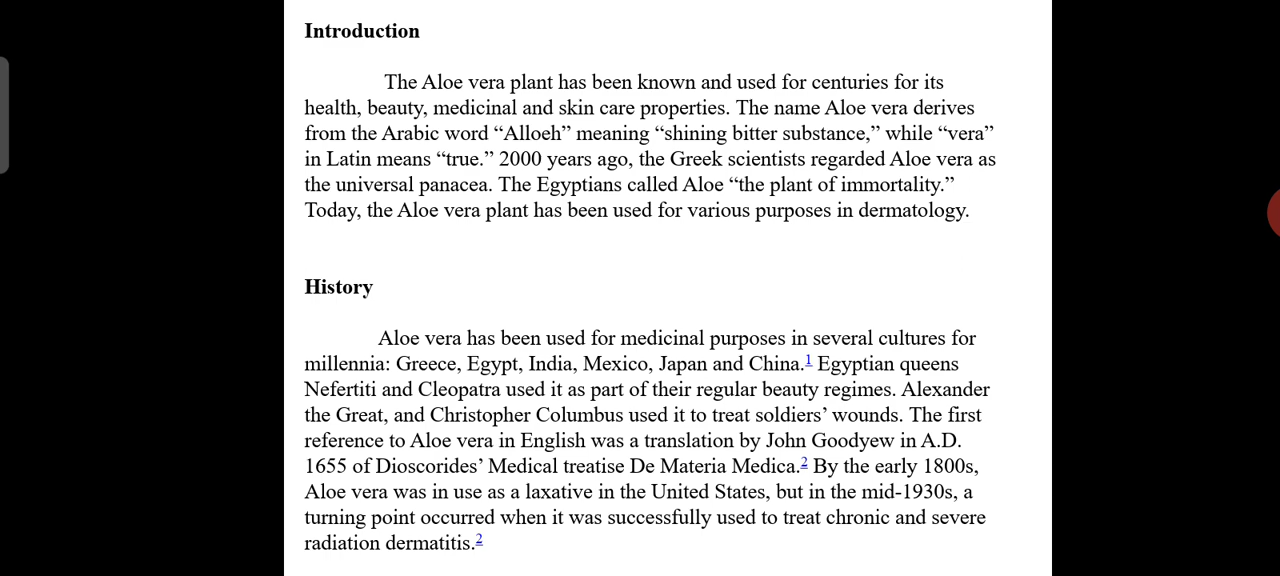 Introduction
The Aloe vera plant has been known and used for centuries for its
health, beauty, medicinal and skin care properties. The name Aloe vera derives
from the Arabic word “Alloeh” meaning “shining bitter substance,” while “vera”
in Latin means “true.” 2000 years ago, the Greek scientists regarded Aloe vera as
the universal panacea. The Egyptians called Aloe “the plant of immortality.”
Today, the Aloe vera plant has been used for various purposes in dermatology.
History
Aloe vera has been used for medicinal purposes in several cultures for
millennia: Greece, Egypt, India, Mexico, Japan and China.1 Egyptian queens
Nefertiti and Cleopatra used it as part of their regular beauty regimes. Alexander
the Great, and Christopher Columbus used it to treat soldiers’ wounds. The first
reference to Aloe vera in English was a translation by John Goodyew in A.D.
1655 of Dioscorides’ Medical treatise De Materia Medica.2 By the early 1800s,
Aloe vera was in use as a laxative in the United States, but in the mid-1930s, a
turning point occurred when it was successfully used to treat chronic and severe
radiation dermatitis.2